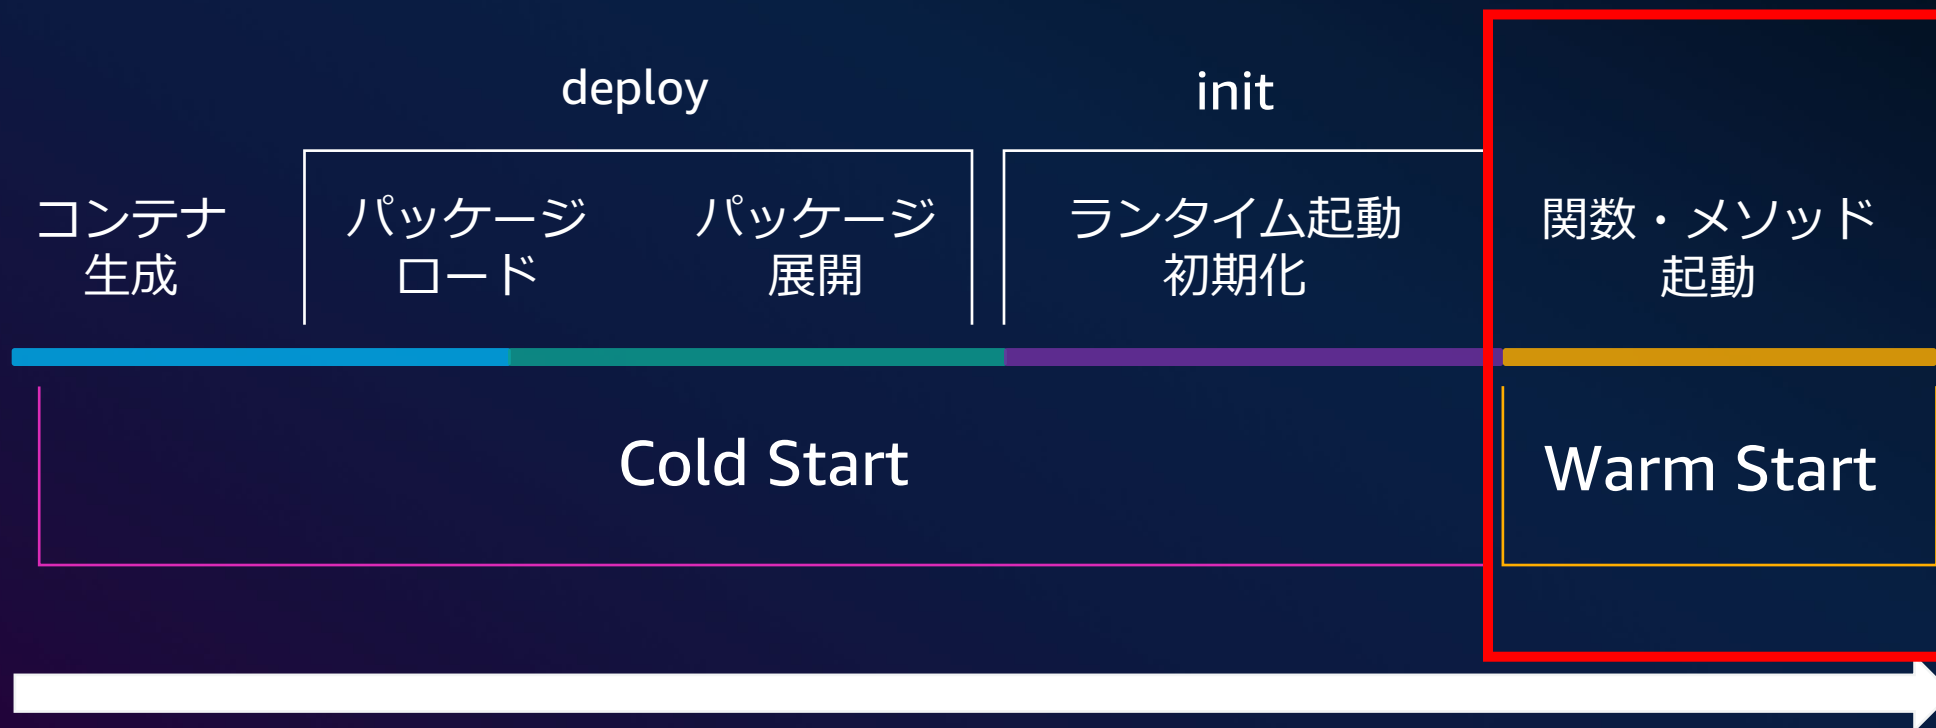 deploy
init
コンテナ
生成
パッケージ
ロード
パッケージ
展開
ランタイム起動
初期化
関数・メソッド
起動
Cold Start
Warm Start